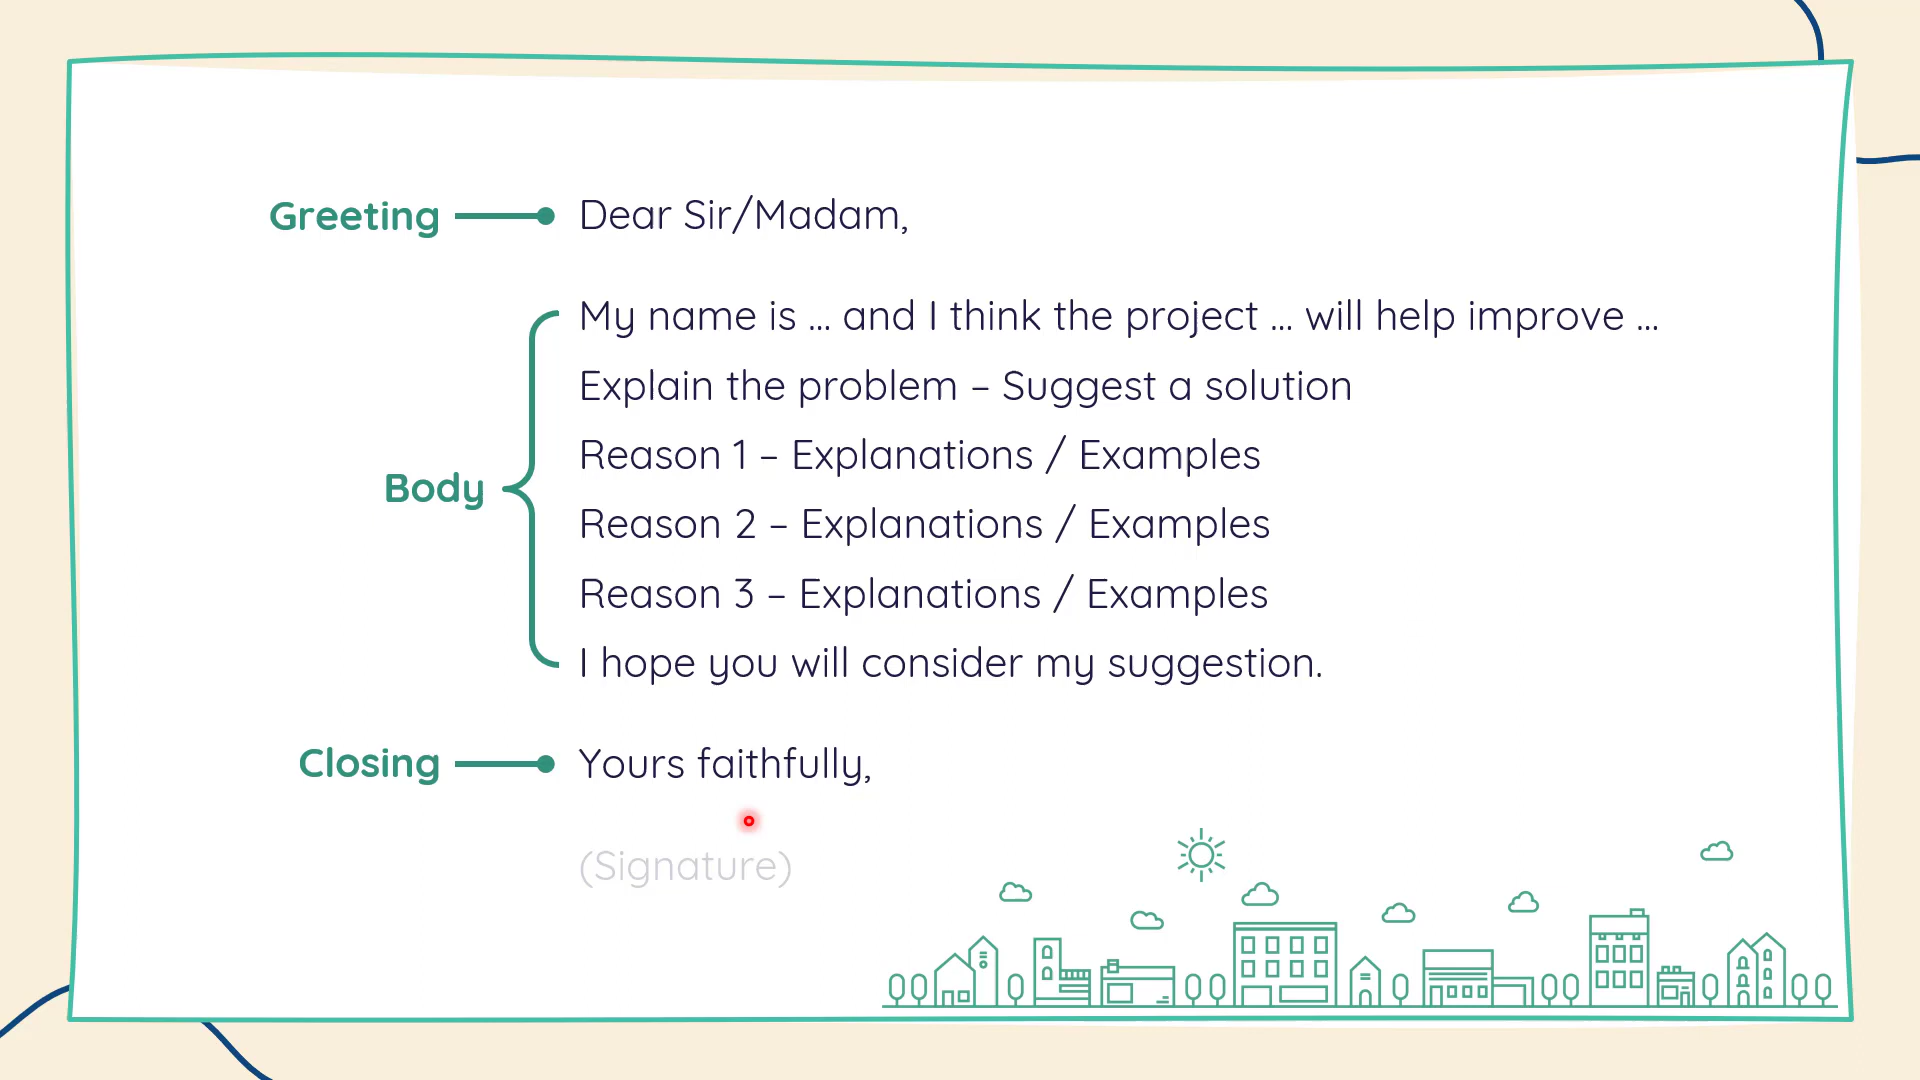 Greeting Dear Sir/Madam,
My name is ... and I think the project ... will help improve ...
Explain the problem – Suggest a solution
Reason 1 – Explanations / Examples
Body
Reason 2 – Explanations / Examples
Reason 3 – Explanations / Examples
I hope you will consider my suggestion.
Closing Yours faithfully,
(Signature)